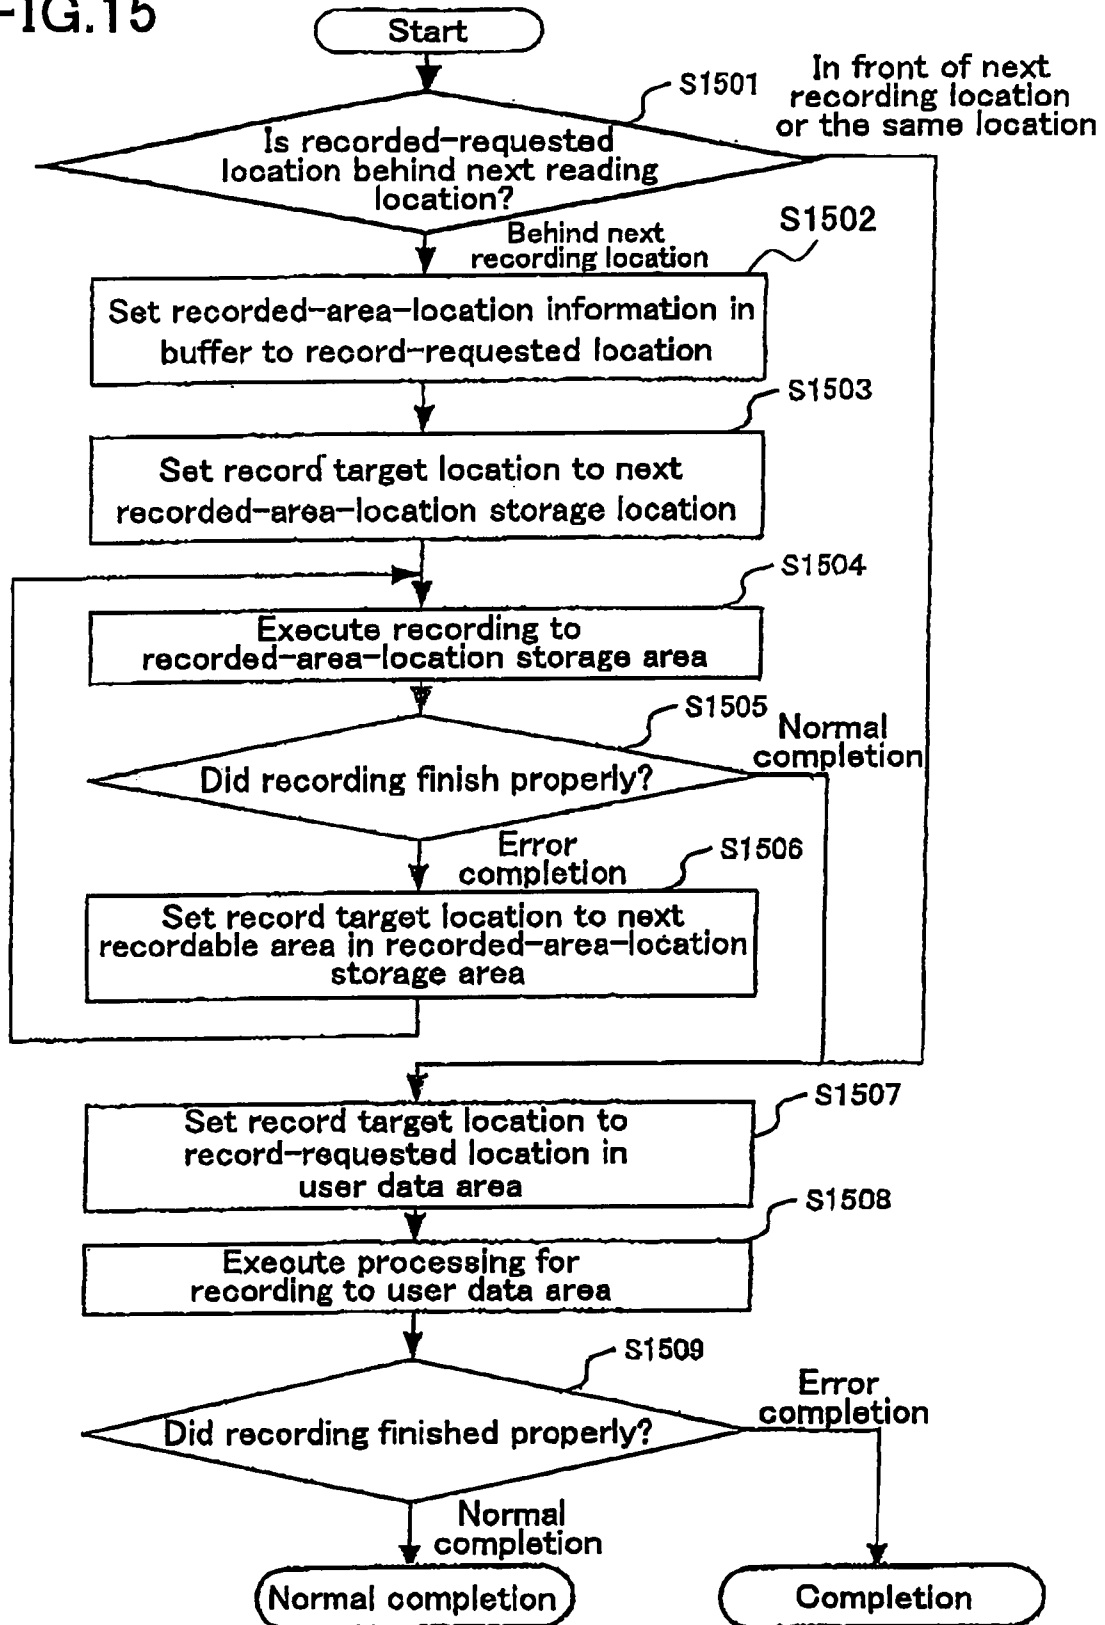 FIG.15
Start
S1501
In front of next
recording location
or the same location
Is recorded-requested
location behind next reading
location?
Behind next
recording location
S1502
Set recorded-area-location information in
buffer to record-requested location
S1503
Set record target location to next
recorded-area-location storage location
S1504
Execute recording to
recorded-area-location storage area
S1505
Normal
completion
Did recording finish properly?
Error
completion
S1506
Set record target location to next
recordable area in recorded-area-location
storage area
S1507
Set record target location to
record-requested location in
user data area
S1508
Execute processing for
recording to user data area
S1509
Error
completion
Did recording finished properly?
Normal
completion
Normal completion
Completion